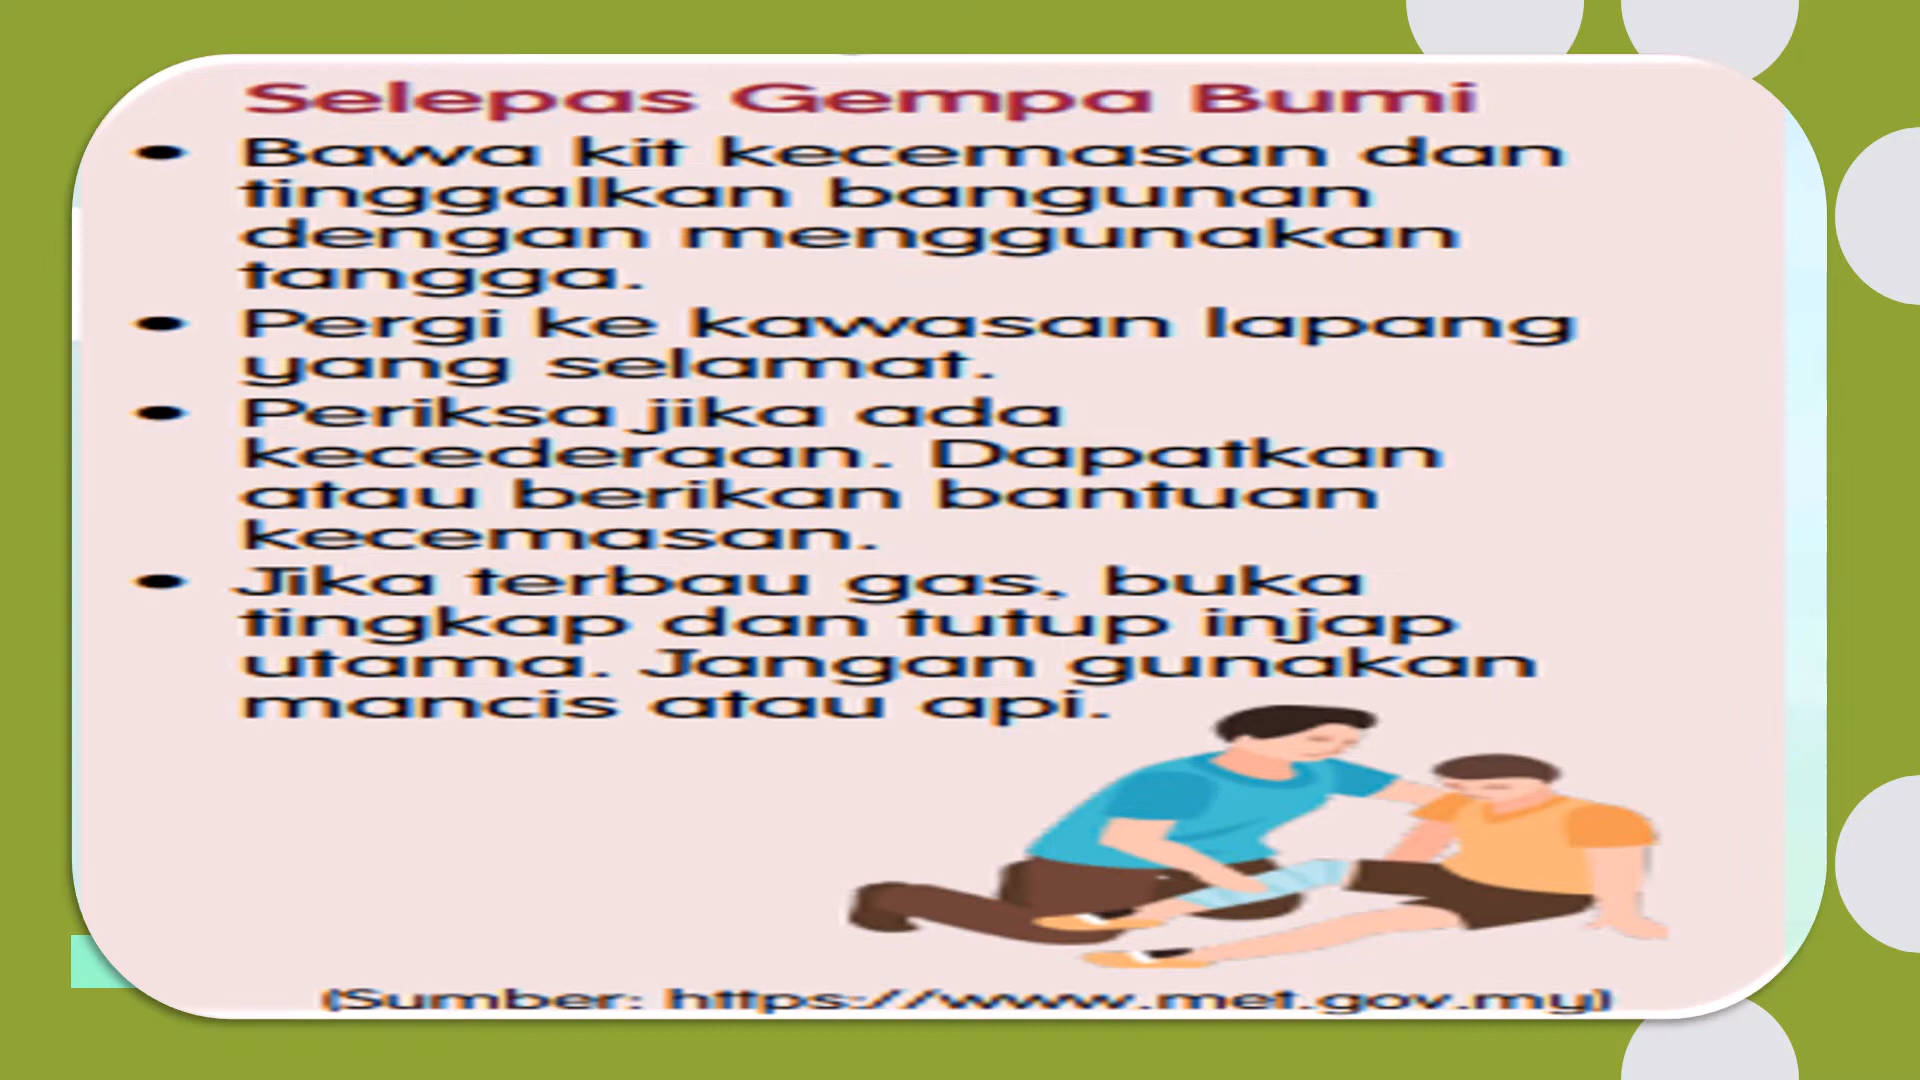 Selepas Gempa Bumi
• Bawa kit kecemasan dan
tinggalkan bangunan
dengan menggunakan
tangga.
• Pergi ke kawasan lapang
yang selamat.
• Periksa jika ada
kecederaan. Dapatkan
atau berikan bantuan
kecemasan.
• Jika terbau gas, buka
tingkap dan tutup injap
utama. Jangan gunakan
mancis atau api.
(Sumber: https://www.met.gov.my)